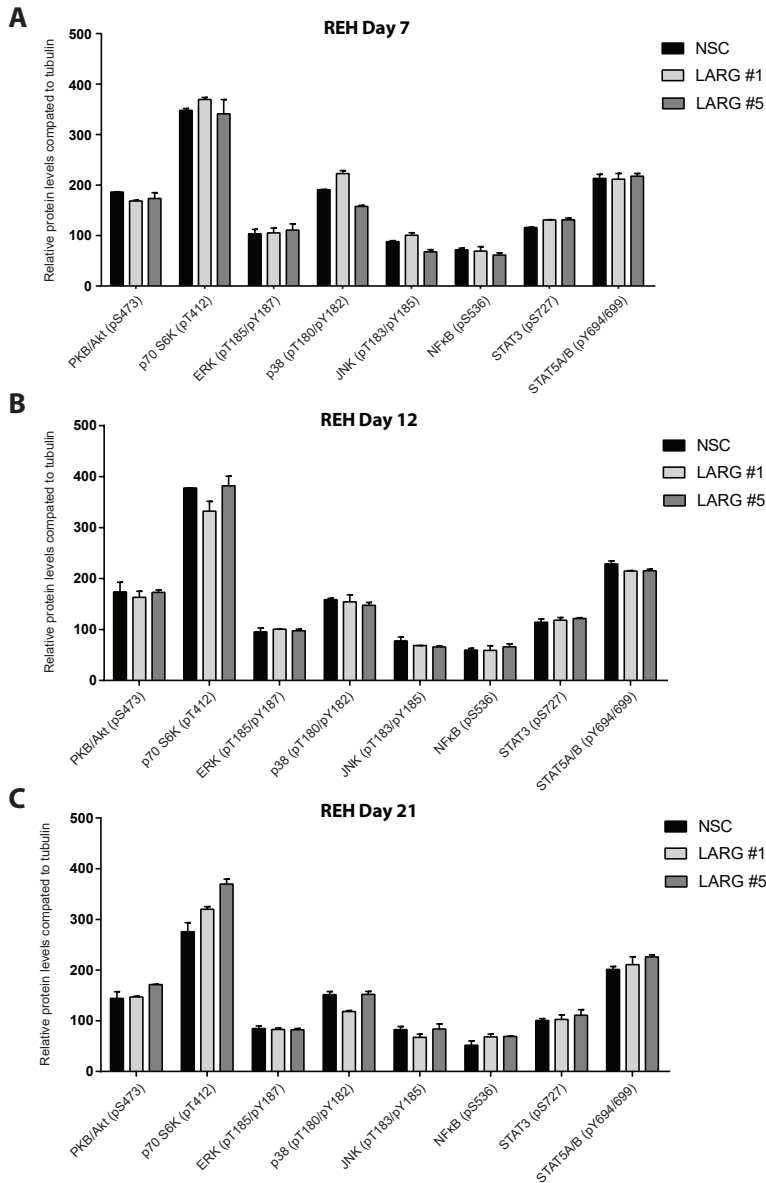 A
REH Day 7
Relative protein levels compated to tubulin
500
400
300
200
100
0
NSC
LARG #1
LARG #5
PKB/Akt (pS473)
p70 S6K (pT412)
ERK (pT185/pY187)
p38 (pT180/pY182)
JNK (pT183/pY185)
NFκB (pS536)
STAT3 (pS727)
STAT5A/B (pY694/699)
B
REH Day 12
Relative protein levels compated to tubulin
500
400
300
200
100
0
NSC
LARG #1
LARG #5
PKB/Akt (pS473)
p70 S6K (pT412)
ERK (pT185/pY187)
p38 (pT180/pY182)
JNK (pT183/pY185)
NFκB (pS536)
STAT3 (pS727)
STAT5A/B (pY694/699)
C
REH Day 21
Relative protein levels compated to tubulin
500
400
300
200
100
0
NSC
LARG #1
LARG #5
PKB/Akt (pS473)
p70 S6K (pT412)
ERK (pT185/pY187)
p38 (pT180/pY182)
JNK (pT183/pY185)
NFκB (pS536)
STAT3 (pS727)
STAT5A/B (pY694/699)